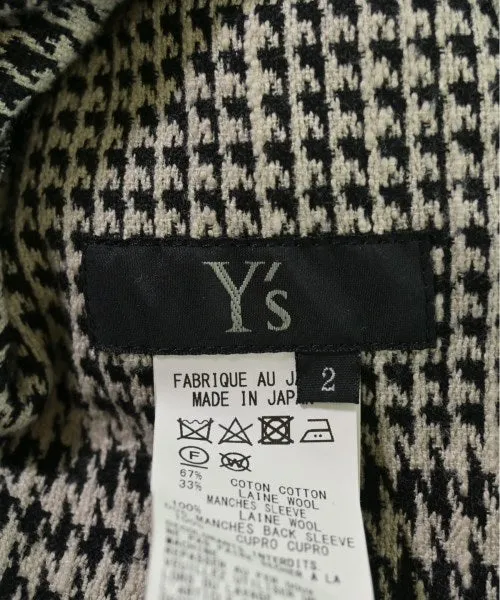 Y's
2
FABRIQUE AU JA
MADE IN JAPAN
F
W
67% COTON COTTON
33% LAINE WOOL
MANCHES SLEEVE
100% LAINE WOOL
MANCHES BACK SLEEVE
100% CUPRO CUPRO